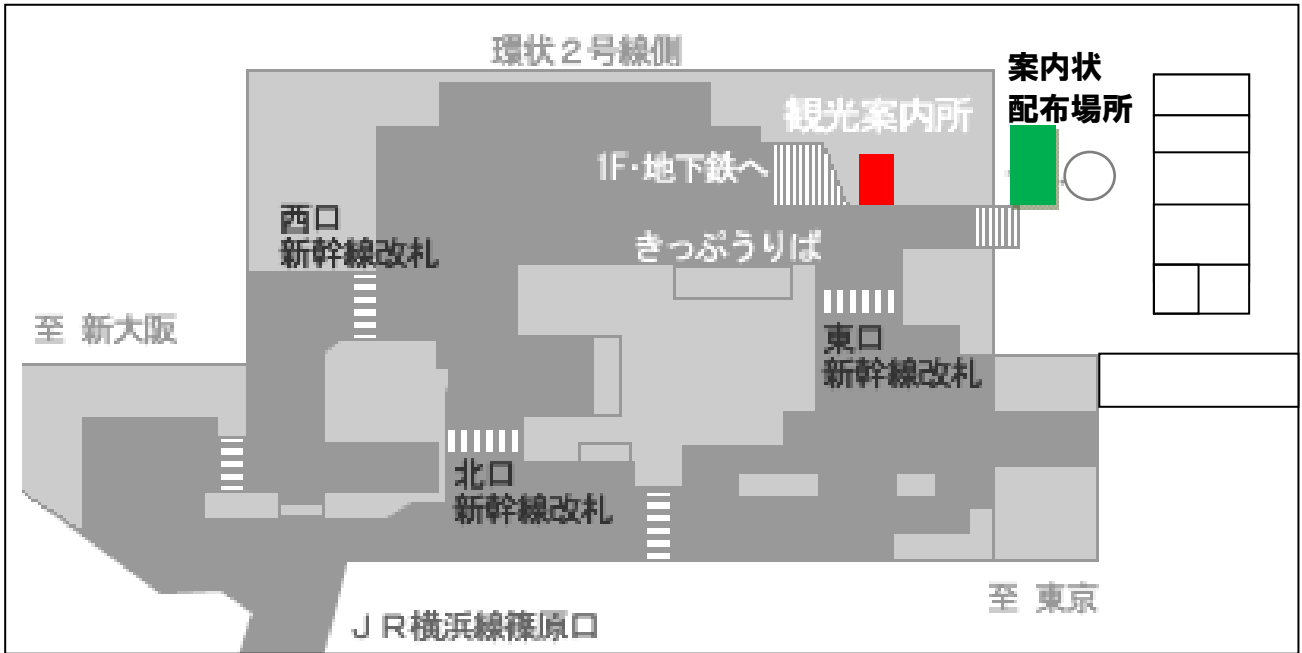 環状２号線側
案内状
配布場所
観光案内所
1F･地下鉄へ
西口
新幹線改札
きっぷうりば
至 新大阪
東口
新幹線改札
北口
新幹線改札
至 東京
ＪＲ横浜線篠原口